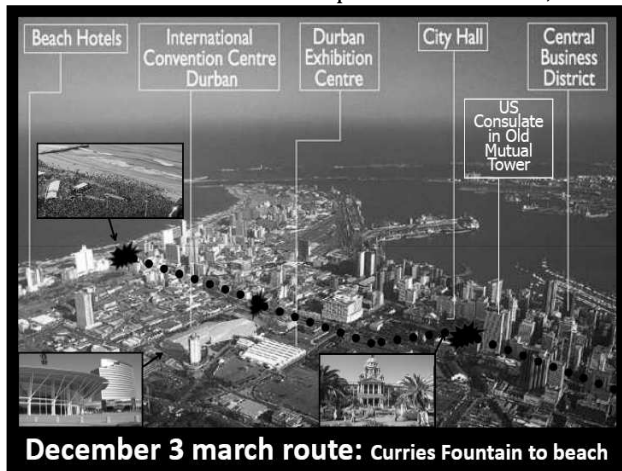 Beach Hotels
International
Convention Centre
Durban
Durban
Exhibition
Centre
City Hall
Central
Business
District
US
Consulate
in Old
Mutual
Tower
December 3 march route: Curries Fountain to beach